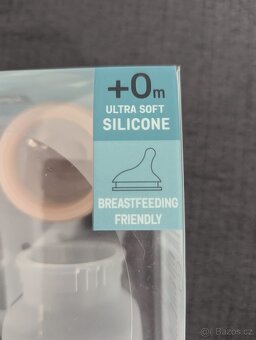 +0m
ULTRA SOFT
SILICONE
BREASTFEEDING
FRIENDLY
© Bazos.cz